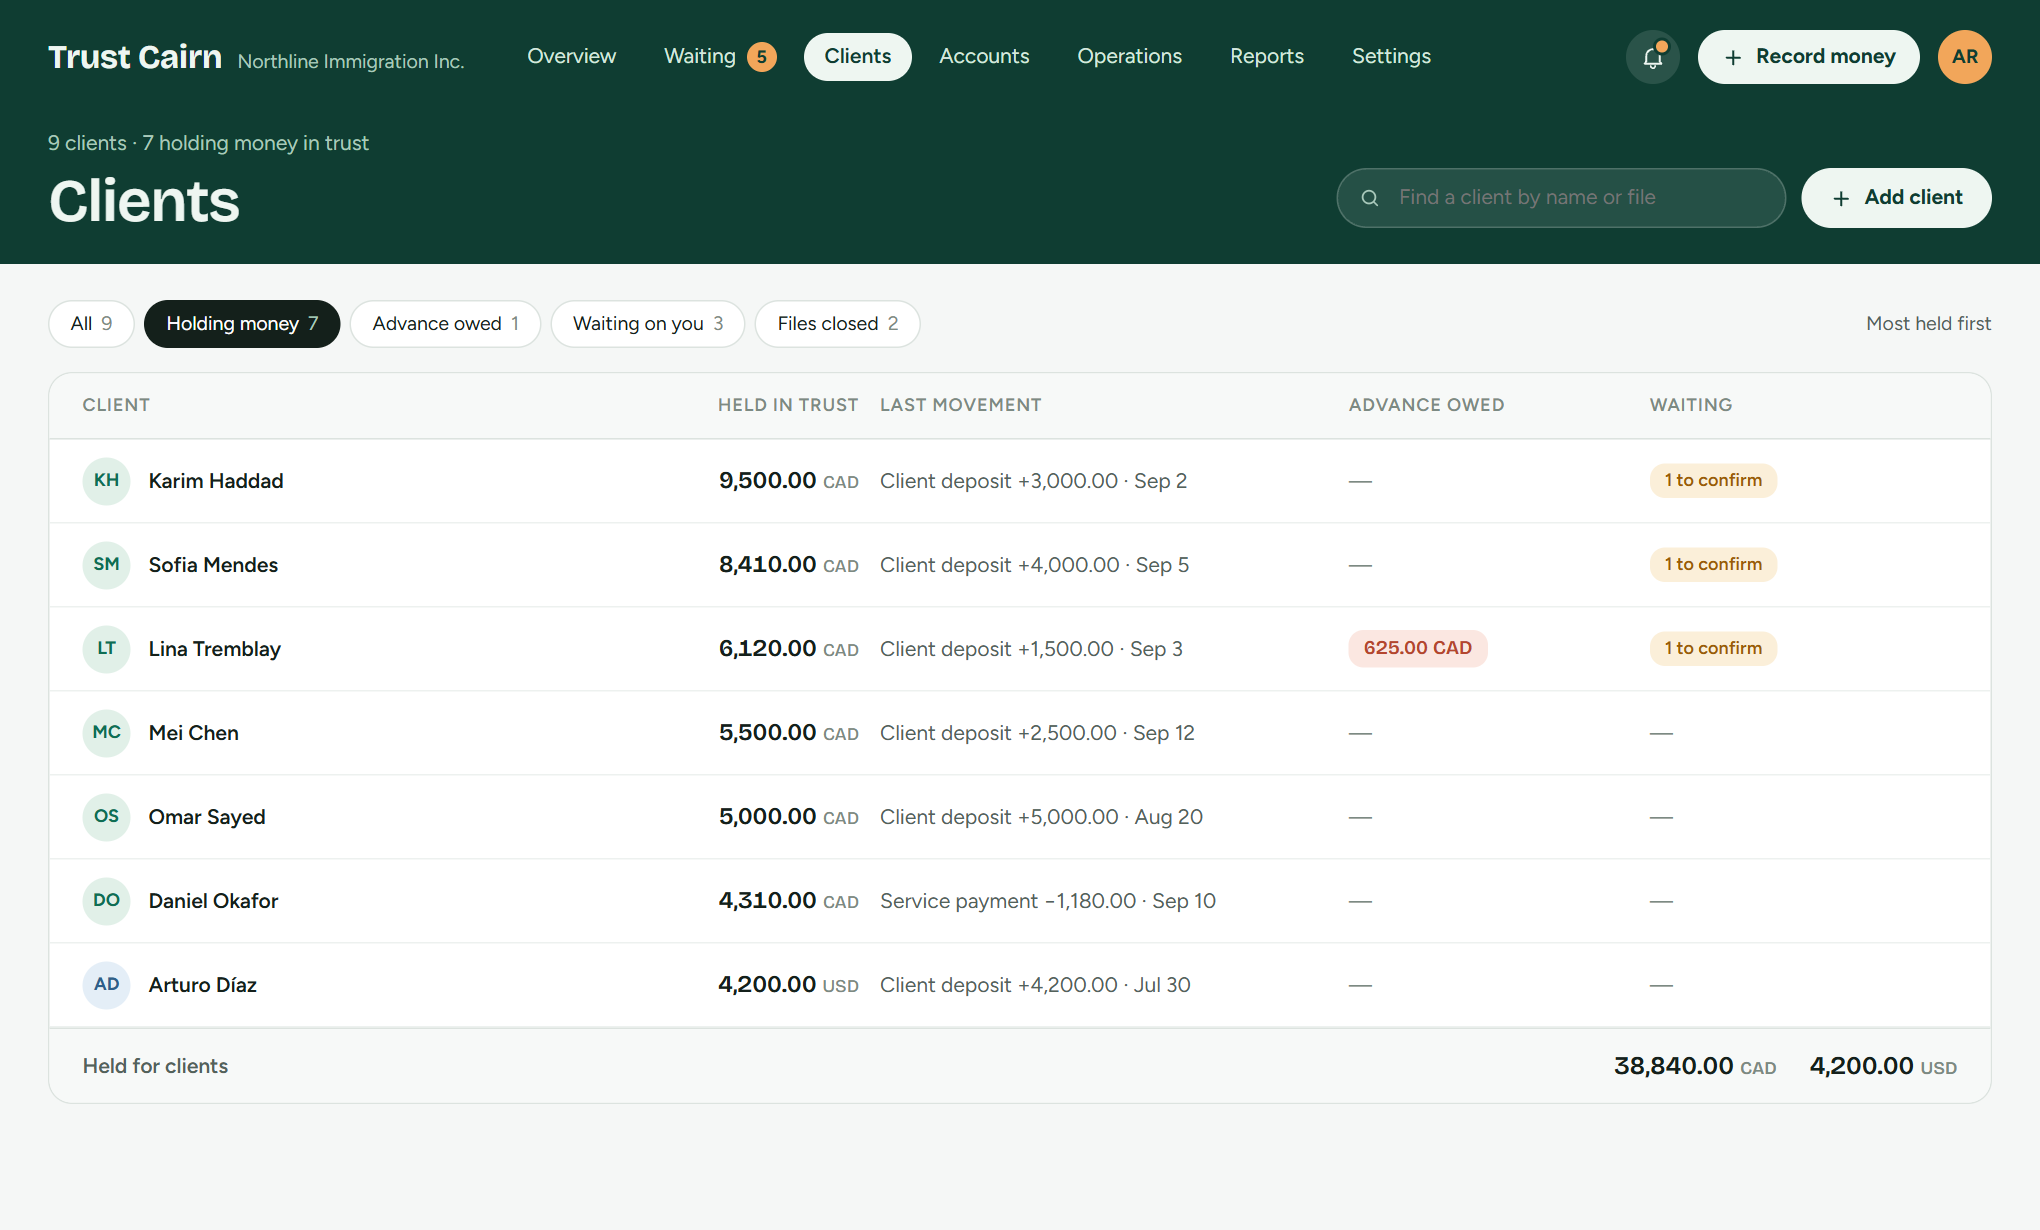 Trust Cairn Northline Immigration Inc. Overview Waiting 5 Clients Accounts Operations Reports Settings + Record money AR
9 clients · 7 holding money in trust
Clients
Find a client by name or file + Add client
All 9 Holding money 7 Advance owed 1 Waiting on you 3 Files closed 2 Most held first
CLIENT HELD IN TRUST LAST MOVEMENT ADVANCE OWED WAITING
KH Karim Haddad 9,500.00 CAD Client deposit +3,000.00 · Sep 2 — 1 to confirm
SM Sofia Mendes 8,410.00 CAD Client deposit +4,000.00 · Sep 5 — 1 to confirm
LT Lina Tremblay 6,120.00 CAD Client deposit +1,500.00 · Sep 3 625.00 CAD 1 to confirm
MC Mei Chen 5,500.00 CAD Client deposit +2,500.00 · Sep 12 — —
OS Omar Sayed 5,000.00 CAD Client deposit +5,000.00 · Aug 20 — —
DO Daniel Okafor 4,310.00 CAD Service payment −1,180.00 · Sep 10 — —
AD Arturo Díaz 4,200.00 USD Client deposit +4,200.00 · Jul 30 — —
Held for clients 38,840.00 CAD 4,200.00 USD